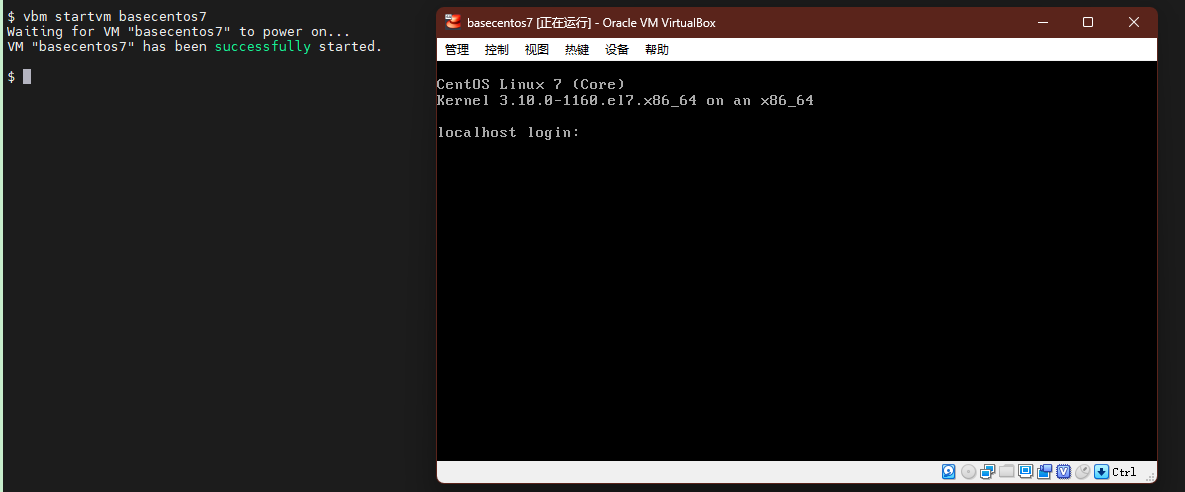 $ vbm startvm basecentos7
Waiting for VM "basecentos7" to power on...
VM "basecentos7" has been successfully started.
$
basecentos7 [正在运行] - Oracle VM VirtualBox
管理 控制 视图 热键 设备 帮助
CentOS Linux 7 (Core)
Kernel 3.10.0-1160.el7.x86_64 on an x86_64
localhost login:
Ctrl